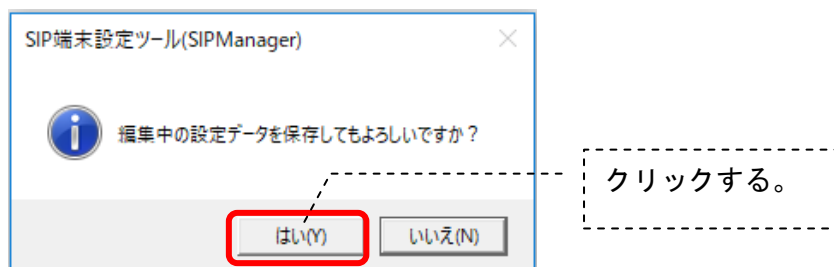 SIP端末設定ツール(SIPManager)
編集中の設定データを保存してもよろしいですか?
クリックする。
はい(Y)
いいえ(N)